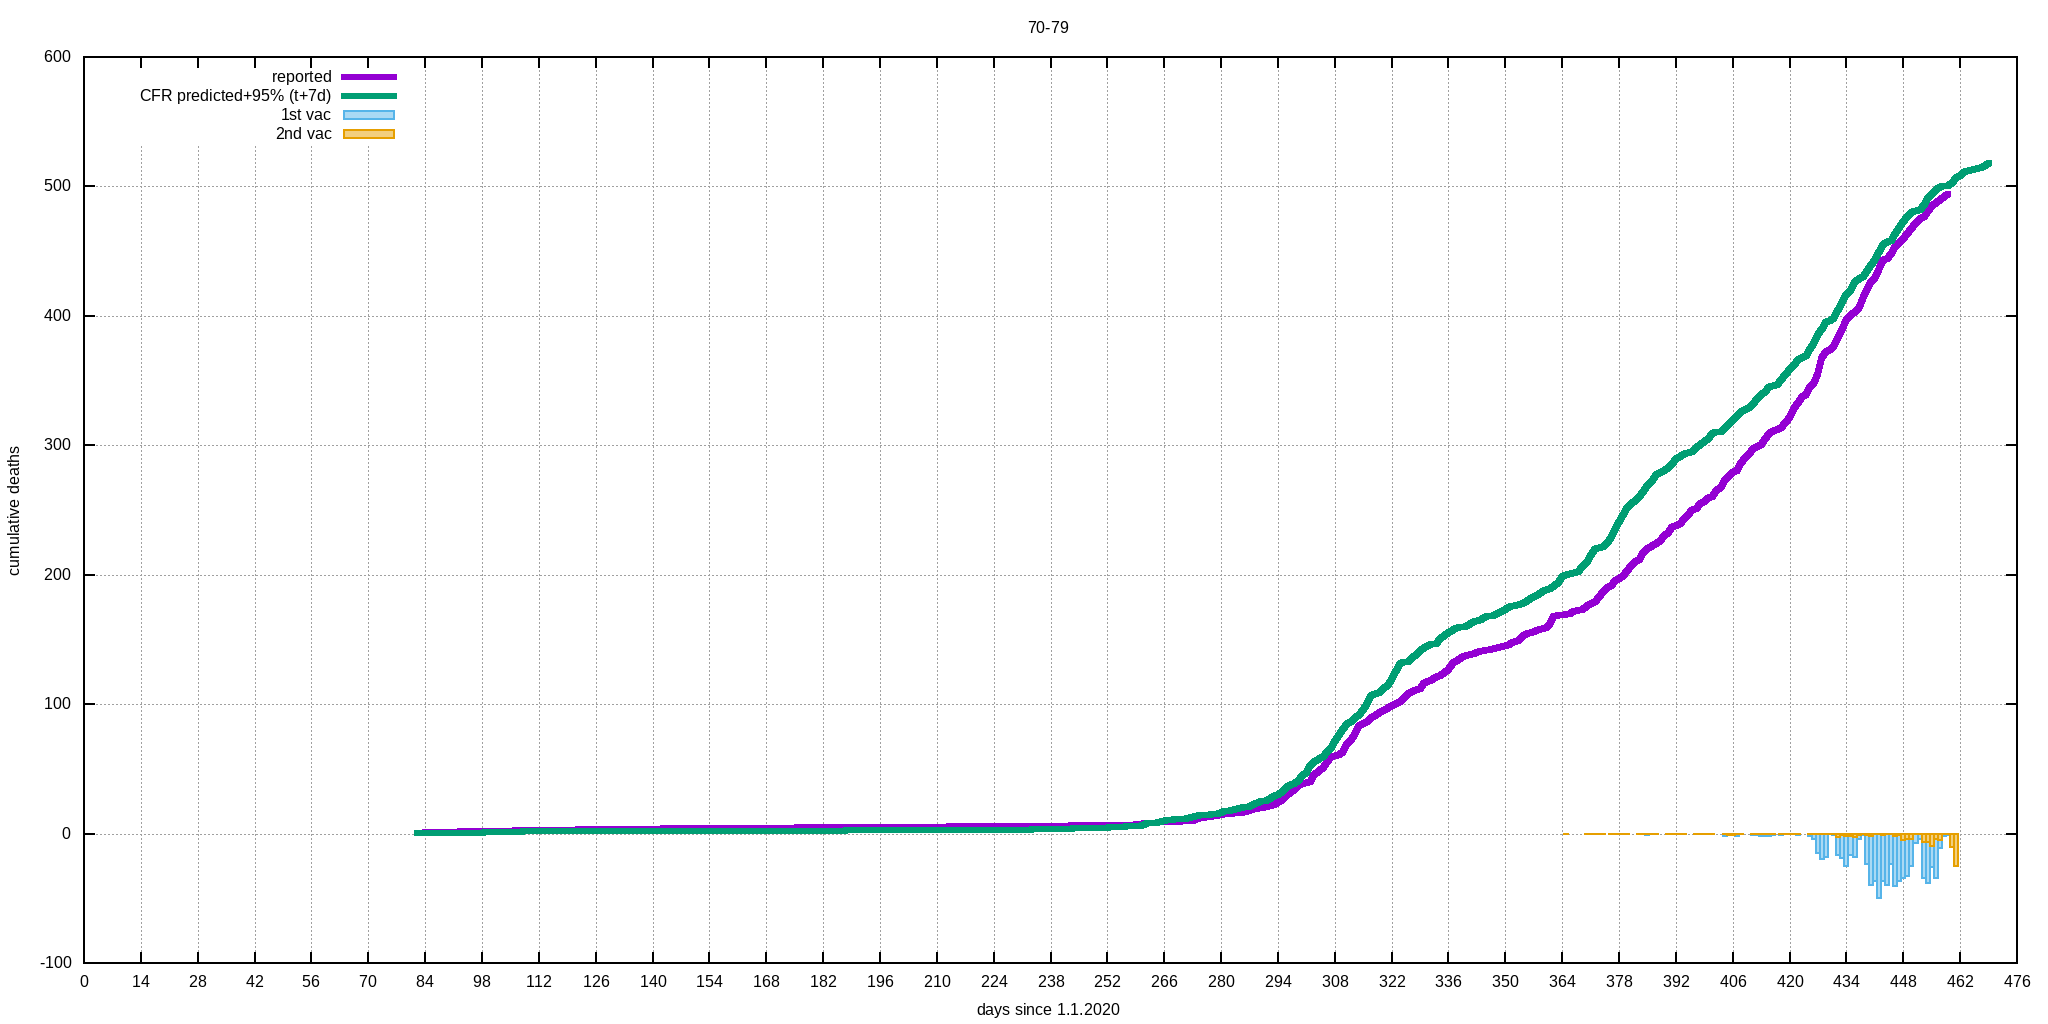 70-79
600
500
400
300
200
100
0
-100
cumulative deaths
reported
CFR predicted+95% (t+7d)
1st vac
2nd vac
0 14 28 42 56 70 84 98 112 126 140 154 168 182 196 210 224 238 252 266 280 294 308 322 336 350 364 378 392 406 420 434 448 462 476
days since 1.1.2020